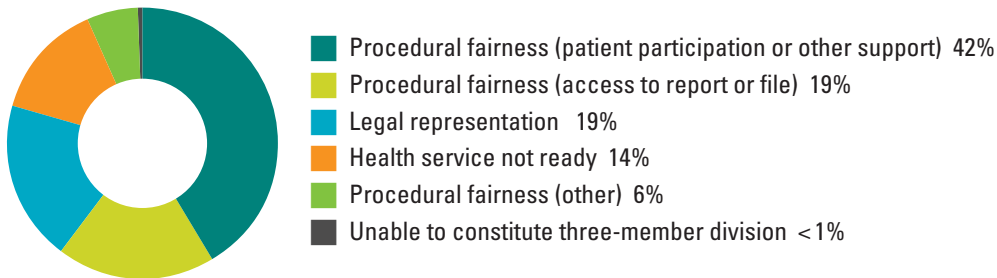 Procedural fairness (patient participation or other support) 42%
Procedural fairness (access to report or file) 19%
Legal representation 19%
Health service not ready 14%
Procedural fairness (other) 6%
Unable to constitute three-member division <1%